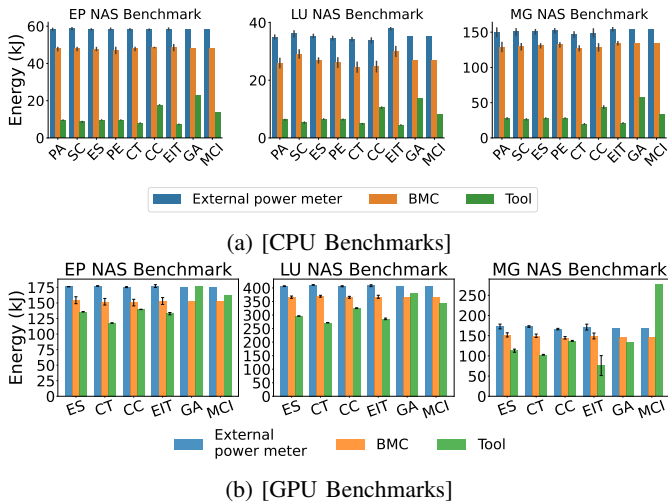 EP NAS Benchmark
LU NAS Benchmark
MG NAS Benchmark
Energy (kJ)
60
40
20
0
40
20
0
150
100
50
0
PA SC ES PE CT CC EIT GA MCI
PA SC ES PE CT CC EIT GA MCI
PA SC ES PE CT CC EIT GA MCI
External power meter BMC Tool
(a) [CPU Benchmarks]
EP NAS Benchmark
LU NAS Benchmark
MG NAS Benchmark
Energy (kJ)
175
150
125
100
75
50
25
0
400
350
300
250
200
150
100
50
0
250
200
150
100
50
0
ES CT CC EIT GA MCI
ES CT CC EIT GA MCI
ES CT CC EIT GA MCI
External
power meter
BMC
Tool
(b) [GPU Benchmarks]